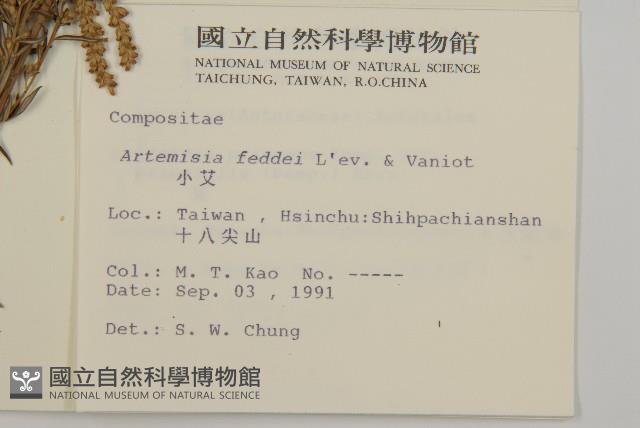 國立自然科學博物館
NATIONAL MUSEUM OF NATURAL SCIENCE
TAICHUNG, TAIWAN, R.O.CHINA
Compositae
Artemisia feddei L'ev. & Vaniot
小艾
Loc.: Taiwan , Hsinchu:Shihpachianshan
十八尖山
Col.: M. T. Kao No. -----
Date: Sep. 03 , 1991
Det.: S. W. Chung
國立自然科學博物館
NATIONAL MUSEUM OF NATURAL SCIENCE